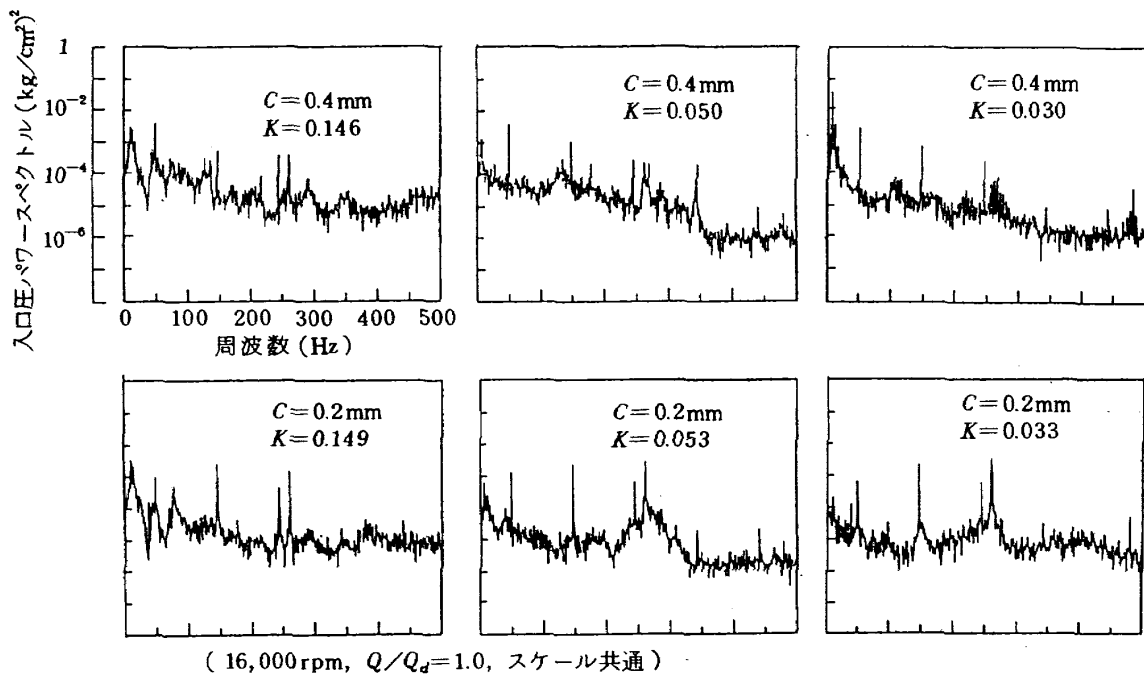 入口圧パワースペクトル (kg/cm²)²
1
10⁻²
10⁻⁴
10⁻⁶
C=0.4mm
K=0.146
C=0.4mm
K=0.050
C=0.4mm
K=0.030
0 100 200 300 400 500
周波数(Hz)
C=0.2mm
K=0.149
C=0.2mm
K=0.053
C=0.2mm
K=0.033
( 16,000rpm, Q/Q_d=1.0, スケール共通 )